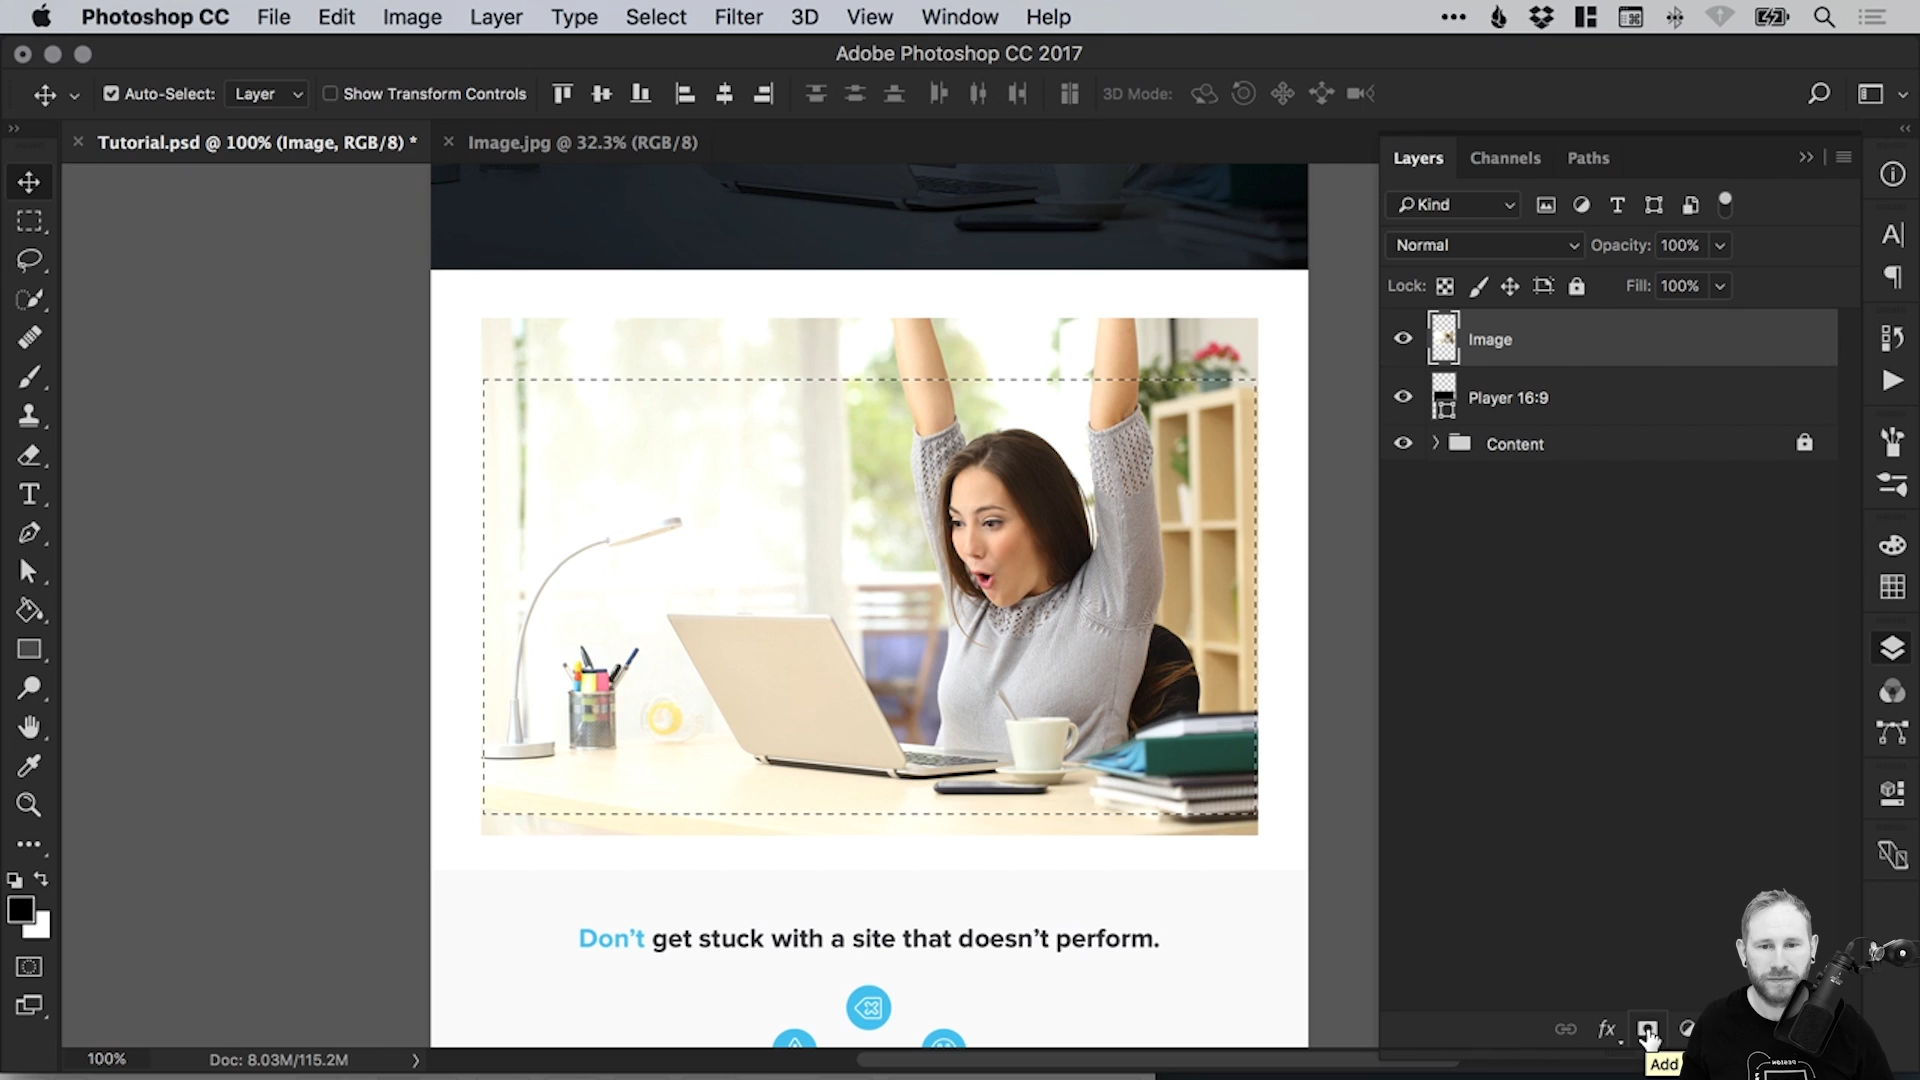 Photoshop CC File Edit Image Layer Type Select Filter 3D View Window Help
Adobe Photoshop CC 2017
Auto-Select: Layer Show Transform Controls 3D Mode:
Tutorial.psd @ 100% (Image, RGB/8) * Image.jpg @ 32.3% (RGB/8)
Layers Channels Paths
Kind
Normal Opacity: 100%
Lock: Fill: 100%
Image
Player 16:9
Content
Don't get stuck with a site that doesn't perform.
fx
Add
100% Doc: 8.03M/115.2M